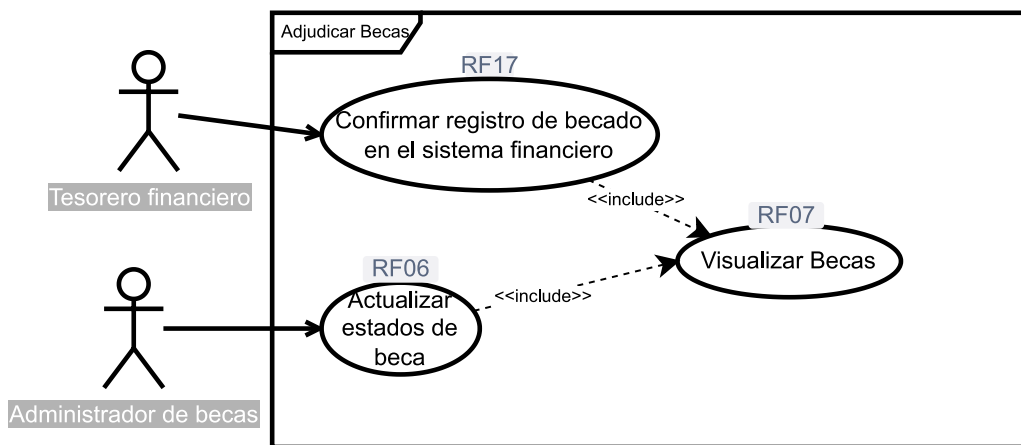 Adjudicar Becas
RF17
Confirmar registro de becado
en el sistema financiero
Tesorero financiero
<<include>>
RF07
Visualizar Becas
RF06
Actualizar
estados de
beca
<<include>>
Administrador de becas